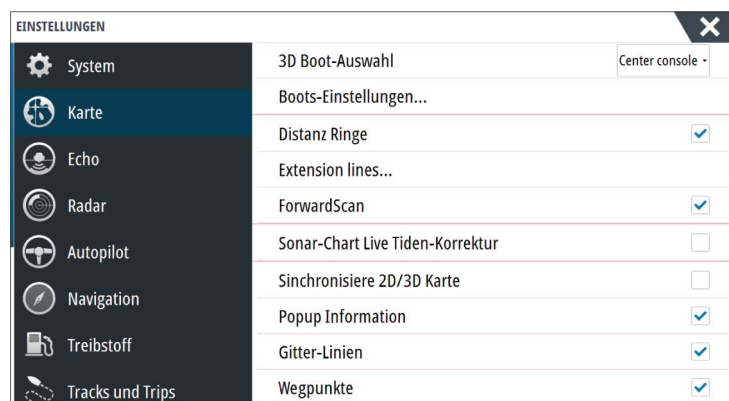 EINSTELLUNGEN
System
Karte
Echo
Radar
Autopilot
Navigation
Treibstoff
Tracks und Trips
3D Boot-Auswahl
Center console
Boots-Einstellungen...
Distanz Ringe
Extension lines...
ForwardScan
Sonar-Chart Live Tiden-Korrektur
Sinchronisiere 2D/3D Karte
Popup Information
Gitter-Linien
Wegpunkte